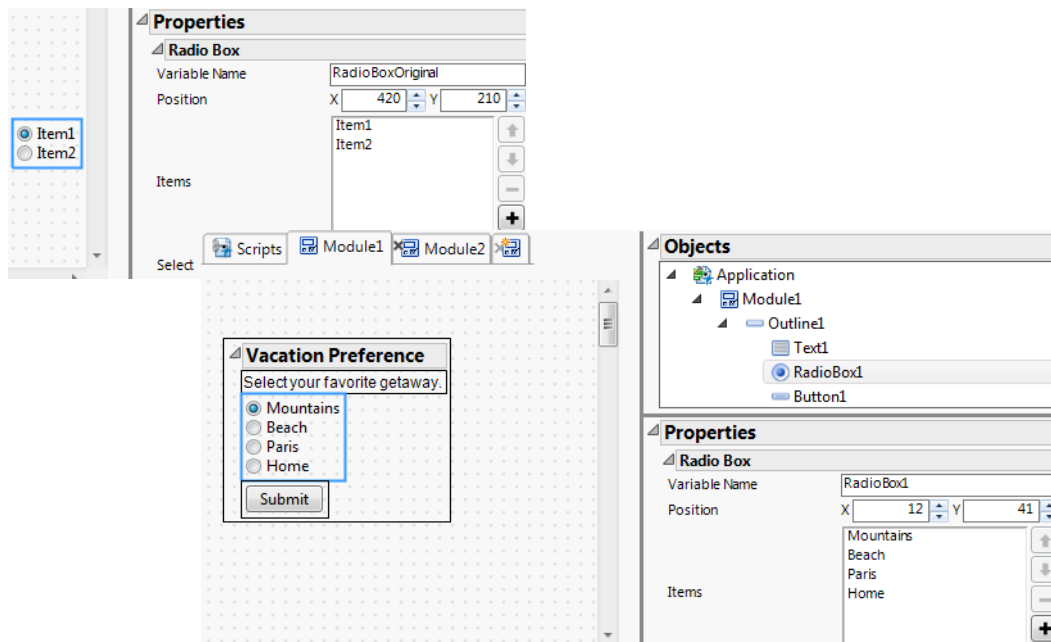 Properties
Radio Box
Variable Name RadioBoxOriginal
Position X 420 Y 210
Item1
Item2
Items
Item1
Item2
Select
Scripts Module1 Module2
Vacation Preference
Select your favorite getaway.
Mountains
Beach
Paris
Home
Submit
Objects
Application
Module1
Outline1
Text1
RadioBox1
Button1
Properties
Radio Box
Variable Name RadioBox1
Position X 12 Y 41
Items
Mountains
Beach
Paris
Home